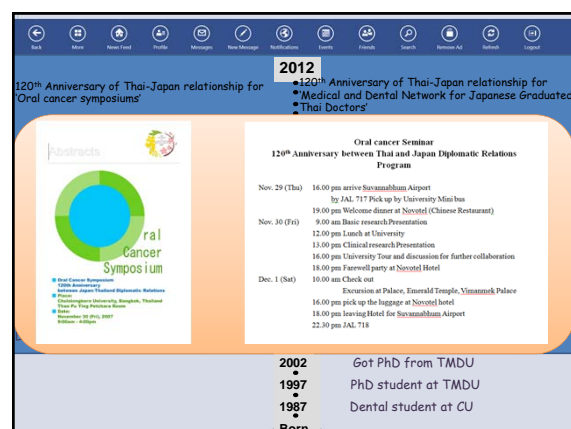 Back More News Feed Profile Messages New Message Notifications Events Friends Search Remove Ad Refresh Logout
2012
120th Anniversary of Thai-Japan relationship for
'Oral cancer symposiums'
120th Anniversary of Thai-Japan relationship for
'Medical and Dental Network for Japanese Graduated
Thai Doctors'
Abstracts
Oral
Cancer
Symposium
Oral Cancer Symposium
120th Anniversary
between Japan-Thailand Diplomatic Relations
Place:
Chulalongkorn University, Bangkok, Thailand
Than Pu Ying Petchara Room
Date:
November 30 (Fri), 2007
9:00am - 4:00pm
Oral cancer Seminar
120th Anniversary between Thai and Japan Diplomatic Relations
Program
Nov. 29 (Thu) 16.00 pm arrive Suvannabhum Airport
by JAL 717 Pick up by University Mini bus
19.00 pm Welcome dinner at Novotel (Chinese Restaurant)
Nov. 30 (Fri) 9.00 am Basic research Presentation
12.00 pm Lunch at University
13.00 pm Clinical research Presentation
16.00 pm University Tour and discussion for further collaboration
18.00 pm Farewell party at Novotel Hotel
Dec. 1 (Sat) 10.00 am Check out
Excursion at Palace, Emerald Temple, Vimanmek Palace
16.00 pm pick up the luggage at Novotel hotel
18.00 pm leaving Hotel for Suvannabhum Airport
22.30 pm JAL 718
2002 Got PhD from TMDU
1997 PhD student at TMDU
1987 Dental student at CU
Born